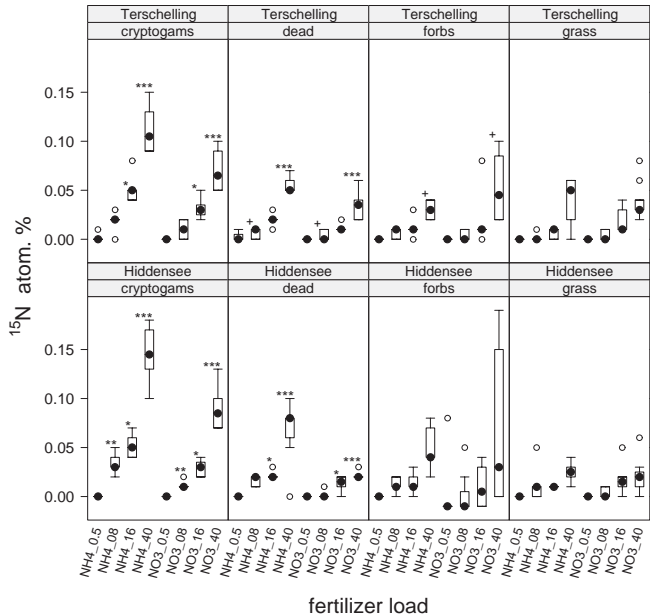 Terschelling Terschelling Terschelling Terschelling
cryptogams dead forbs grass
*** *** *** *** * * + + + +
0.15
0.10
0.05
0.00
Hiddensee Hiddensee Hiddensee Hiddensee
cryptogams dead forbs grass
*** *** *** *** ** ** * * * *
0.15
0.10
0.05
0.00
15N atom. %
NH4_0.5 NH4_08 NH4_16 NH4_40 NO3_0.5 NO3_08 NO3_16 NO3_40 NH4_0.5 NH4_08 NH4_16 NH4_40 NO3_0.5 NO3_08 NO3_16 NO3_40 NH4_0.5 NH4_08 NH4_16 NH4_40 NO3_0.5 NO3_08 NO3_16 NO3_40 NH4_0.5 NH4_08 NH4_16 NH4_40 NO3_0.5 NO3_08 NO3_16 NO3_40
fertilizer load